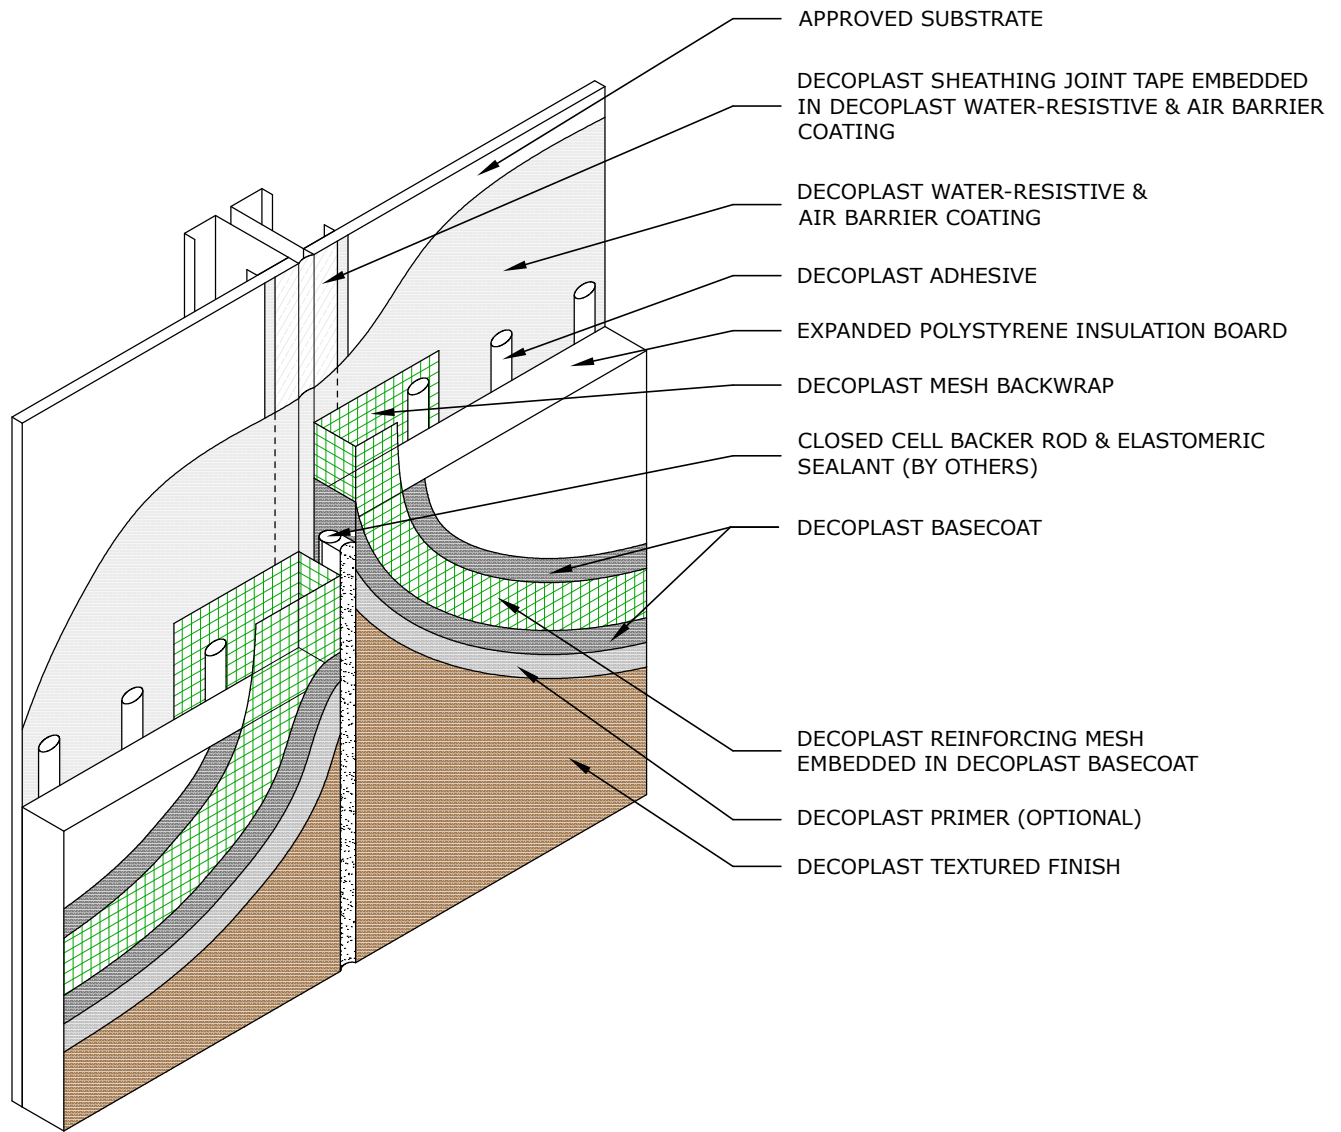 APPROVED SUBSTRATE
DECOPLAST SHEATHING JOINT TAPE EMBEDDED
IN DECOPLAST WATER-RESISTIVE & AIR BARRIER
COATING
DECOPLAST WATER-RESISTIVE &
AIR BARRIER COATING
DECOPLAST ADHESIVE
EXPANDED POLYSTYRENE INSULATION BOARD
DECOPLAST MESH BACKWRAP
CLOSED CELL BACKER ROD & ELASTOMERIC
SEALANT (BY OTHERS)
DECOPLAST BASECOAT
DECOPLAST REINFORCING MESH
EMBEDDED IN DECOPLAST BASECOAT
DECOPLAST PRIMER (OPTIONAL)
DECOPLAST TEXTURED FINISH